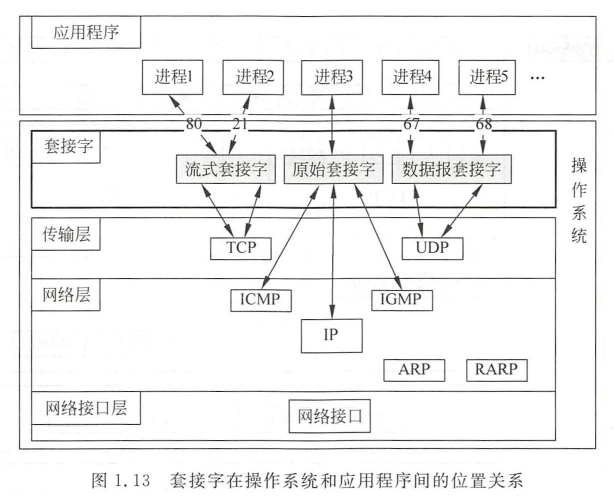 应用程序
进程1 进程2 进程3 进程4 进程5 …
80 21 67 68
套接字
流式套接字 原始套接字 数据报套接字
操作系统
传输层
TCP UDP
网络层
ICMP IGMP
IP
ARP RARP
网络接口层
网络接口
图 1.13 套接字在操作系统和应用程序间的位置关系